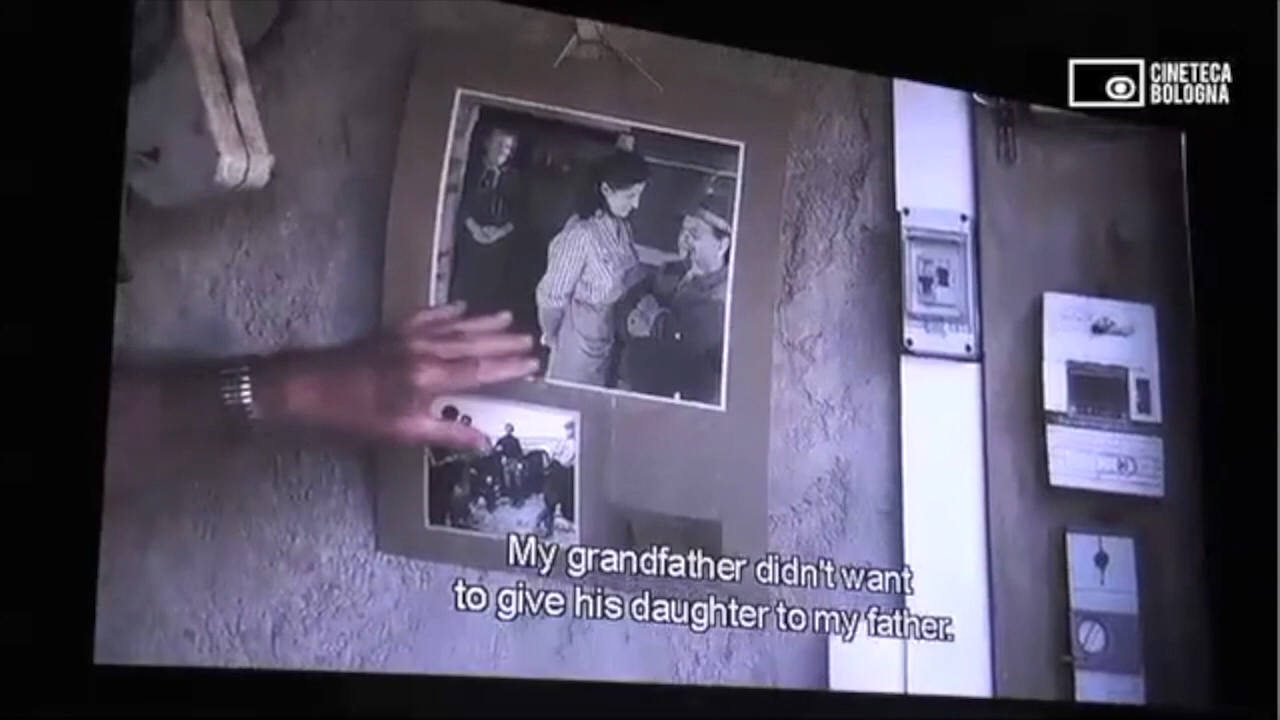 CINETECA
BOLOGNA
My grandfather didn't want
to give his daughter to my father.